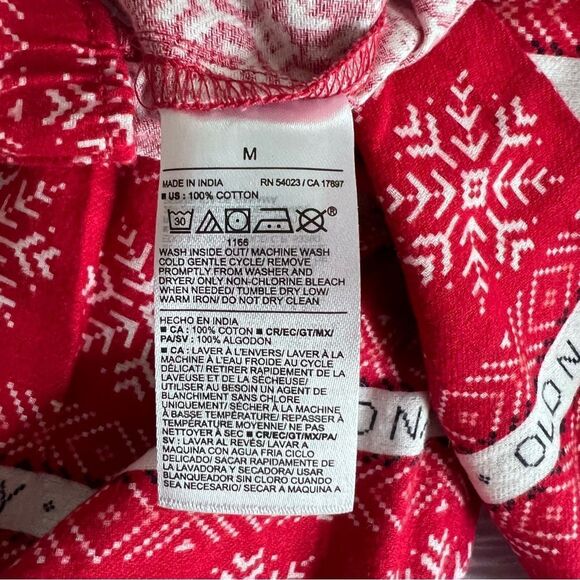 M
MADE IN INDIA RN 54023 / CA 17897
■ US : 100% COTTON
30
1166
WASH INSIDE OUT/ MACHINE WASH
COLD GENTLE CYCLE/ REMOVE
PROMPTLY FROM WASHER AND
DRYER/ ONLY NON-CHLORINE BLEACH
WHEN NEEDED/ TUMBLE DRY LOW/
WARM IRON/ DO NOT DRY CLEAN
HECHO EN INDIA
■ CA : 100% COTON ■ CR/EC/GT/MX/
PA/SV : 100% ALGODON
■ CA : LAVER À L'ENVERS/ LAVER À LA
MACHINE À L'EAU FROIDE AU CYCLE
DÉLICAT/ RETIRER RAPIDEMENT DE LA
LAVEUSE ET DE LA SÉCHEUSE/
UTILISER AU BESOIN UN AGENT DE
BLANCHIMENT SANS CHLORE
UNIQUEMENT/ SÉCHER À LA MACHINE
À BASSE TEMPÉRATURE/ REPASSER À
TEMPÉRATURE MOYENNE/ NE PAS
NETTOYER À SEC ■ CR/EC/GT/MX/PA/
SV : LAVAR AL REVÉS/ LAVAR A
MAQUINA CON AGUA FRIA CICLO
DELICADO/ SACAR RAPIDAMENTE DE
LA LAVADORA Y SECADORA/ USAR
BLANQUEADOR SIN CLORO EN CASO
SEA NECESARIO/ SECAR A MAQUINA A
LD NA
OLD N